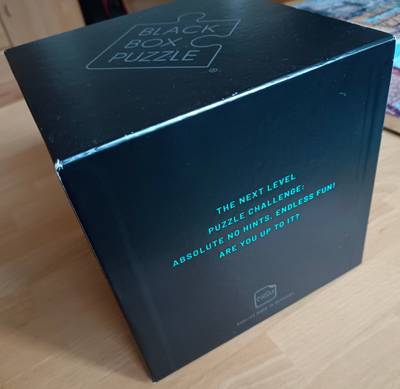 BLACK
BOX
PUZZLE
®
THE NEXT LEVEL
PUZZLE CHALLENGE:
ABSOLUTE NO HINTS. ENDLESS FUN!
ARE YOU UP TO IT?